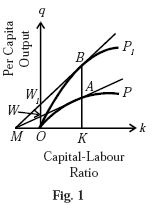 q
Per Capita
Output
B
P₁
W₁
A
P
W
M
O
K
k
Capital-Labour
Ratio
Fig. 1